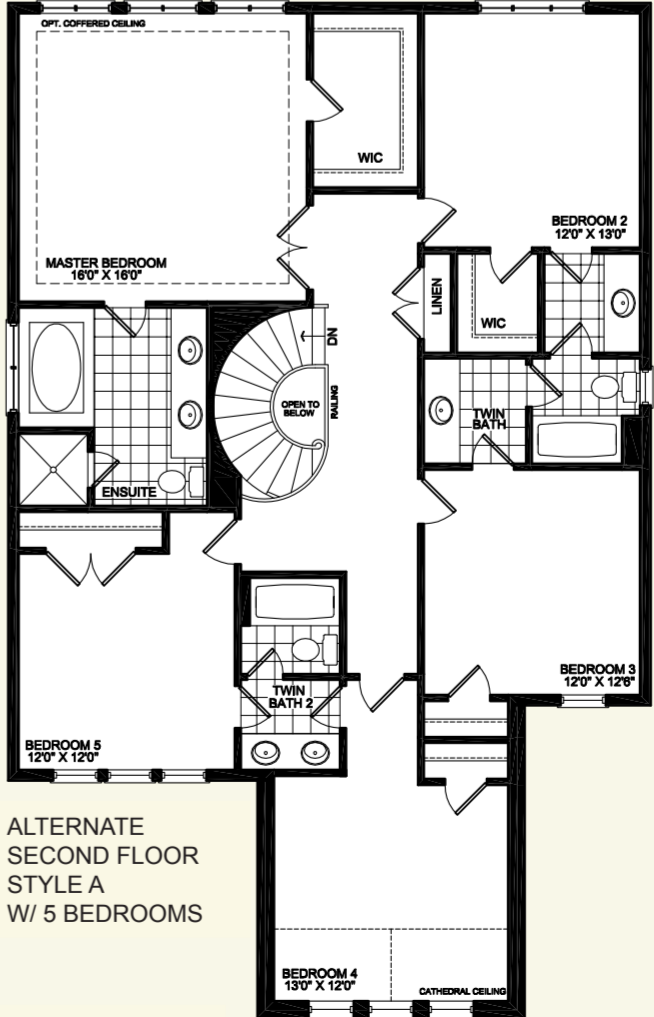 OPT. COFFERED CEILING
WIC
MASTER BEDROOM
16'0" X 16'0"
BEDROOM 2
12'0" X 13'0"
LINEN
WIC
DN
OPEN TO
BELOW
RAILING
TWIN
BATH
ENSUITE
BEDROOM 3
12'0" X 12'6"
TWIN
BATH 2
BEDROOM 5
12'0" X 12'0"
ALTERNATE
SECOND FLOOR
STYLE A
W/ 5 BEDROOMS
BEDROOM 4
13'0" X 12'0"
CATHEDRAL CEILING